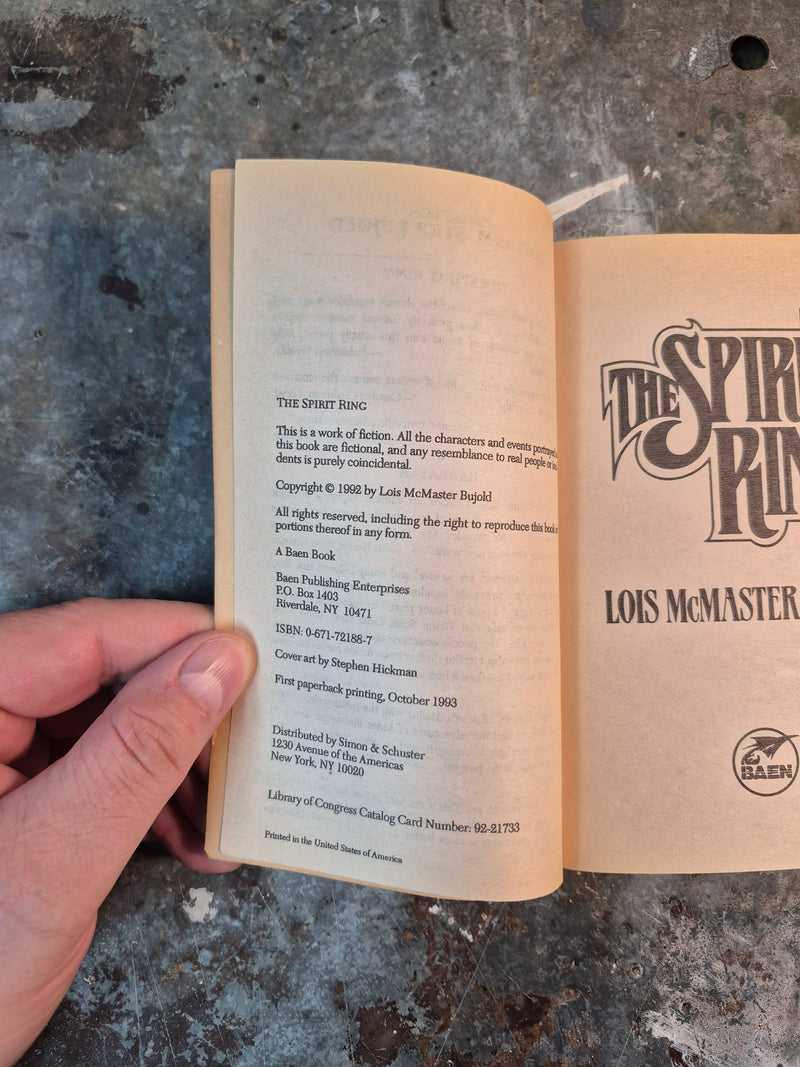 THE SPIRIT RING
This is a work of fiction. All the characters and events portrayed
this book are fictional, and any resemblance to real people or
dents is purely coincidental.
Copyright © 1992 by Lois McMaster Bujold
All rights reserved, including the right to reproduce this book
portions thereof in any form.
A Baen Book
Baen Publishing Enterprises
P.O. Box 1403
Riverdale, NY 10471
ISBN: 0-671-72188-7
Cover art by Stephen Hickman
First paperback printing, October 1993
Distributed by Simon & Schuster
1230 Avenue of the Americas
New York, NY 10020
Library of Congress Catalog Card Number: 92-21733
Printed in the United States of America
THE SPIRI
RIN
LOIS McMASTER
BAEN